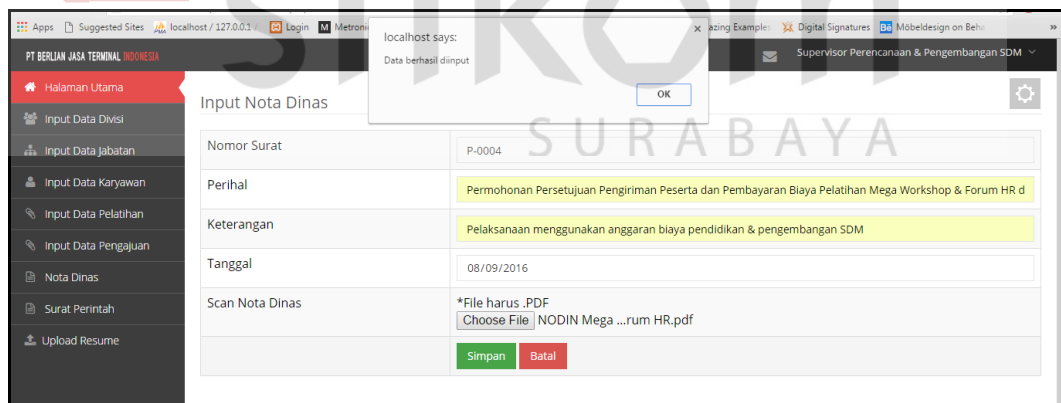 Apps Suggested Sites localhost / 127.0.0.1 / Login Metroni azing Examples Digital Signatures Bē Möbeldesign on Beha »
localhost says: ×
Data berhasil diinput
OK
PT BERLIAN JASA TERMINAL INDONESIA
Supervisor Perencanaan & Pengembangan SDM
Halaman Utama
Input Data Divisi
Input Data Jabatan
Input Data Karyawan
Input Data Pelatihan
Input Data Pengajuan
Nota Dinas
Surat Perintah
Upload Resume
Input Nota Dinas
SURABAYA
Nomor Surat P-0004
Perihal Permohonan Persetujuan Pengiriman Peserta dan Pembayaran Biaya Pelatihan Mega Workshop & Forum HR d
Keterangan Pelaksanaan menggunakan anggaran biaya pendidikan & pengembangan SDM
Tanggal 08/09/2016
Scan Nota Dinas *File harus .PDF
Choose File NODIN Mega ...rum HR.pdf
Simpan Batal